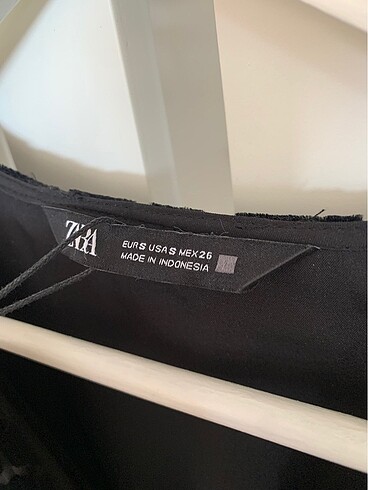 ZARA
EUR S USA S MEX 26
MADE IN INDONESIA